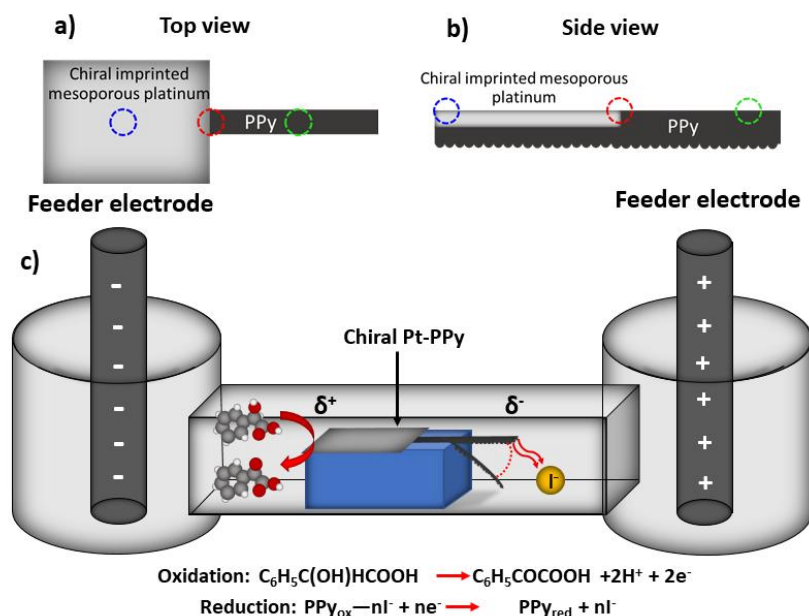 a)
Top view
Chiral imprinted
mesoporous platinum
PPy
b)
Side view
Chiral imprinted mesoporous
platinum
PPy
Feeder electrode
Feeder electrode
c)
Chiral Pt-PPy
δ⁺
δ⁻
-
-
-
-
-
-
+
+
+
+
+
+
I⁻
Oxidation: C₆H₅C(OH)HCOOH → C₆H₅COCOOH +2H⁺ + 2e⁻
Reduction: PPyₒₓ—nI⁻ + ne⁻ → PPy_red + nI⁻